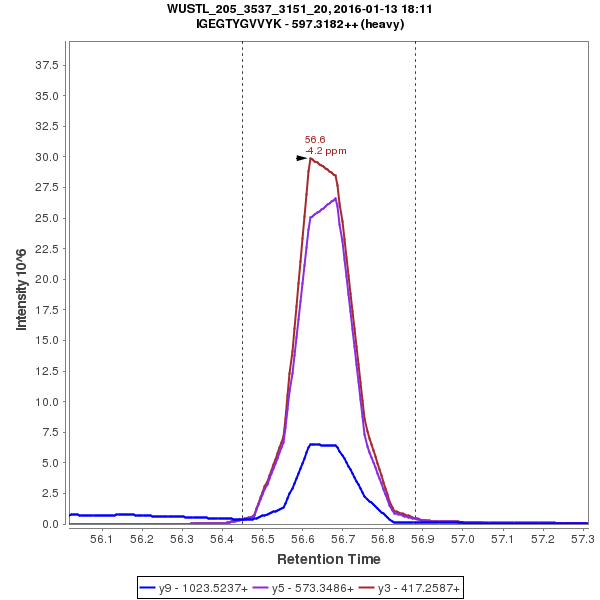 WUSTL_205_3537_3151_20, 2016-01-13 18:11
IGEGTYGVVYK - 597.3182++ (heavy)
37.5
35.0
32.5
30.0
27.5
25.0
22.5
20.0
17.5
15.0
12.5
10.0
7.5
5.0
2.5
0.0
Intensity 10^6
56.6
-4.2 ppm
56.1 56.2 56.3 56.4 56.5 56.6 56.7 56.8 56.9 57.0 57.1 57.2 57.3
Retention Time
y9 - 1023.5237+ y5 - 573.3486+ y3 - 417.2587+